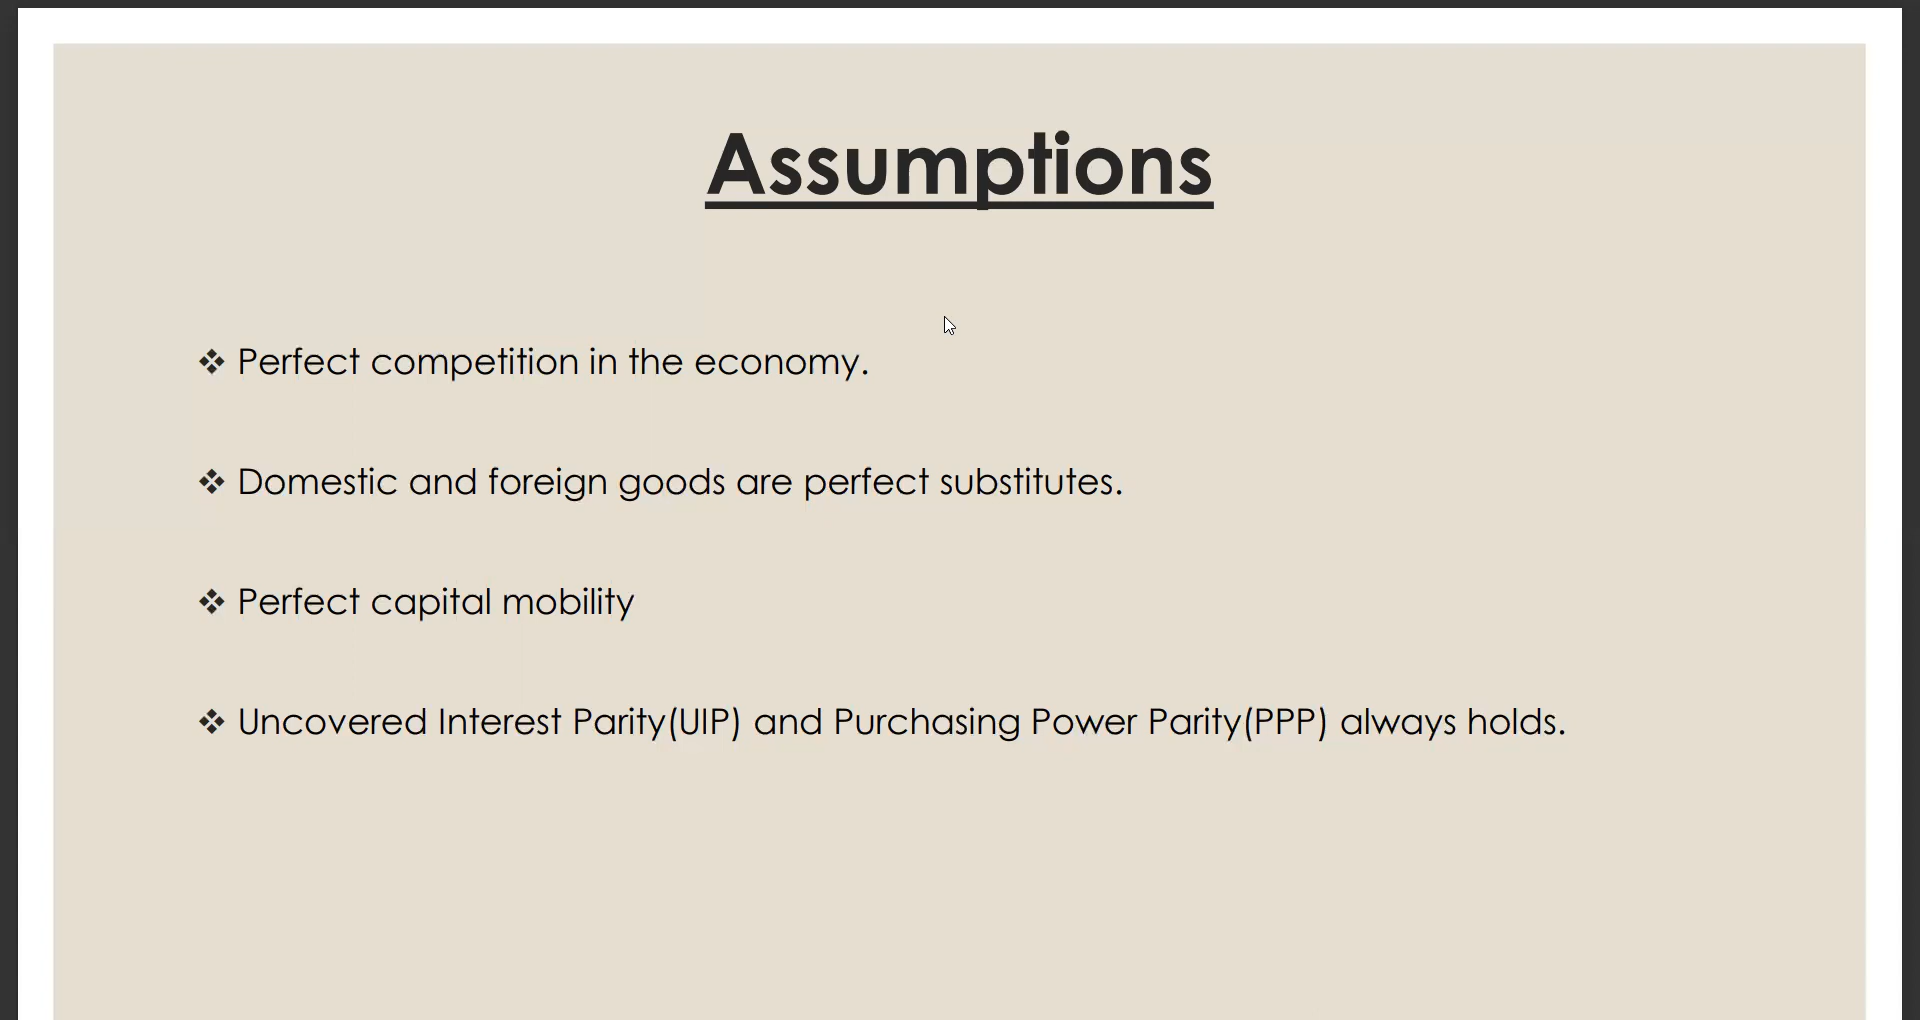 Assumptions
❖ Perfect competition in the economy.
❖ Domestic and foreign goods are perfect substitutes.
❖ Perfect capital mobility
❖ Uncovered Interest Parity(UIP) and Purchasing Power Parity(PPP) always holds.